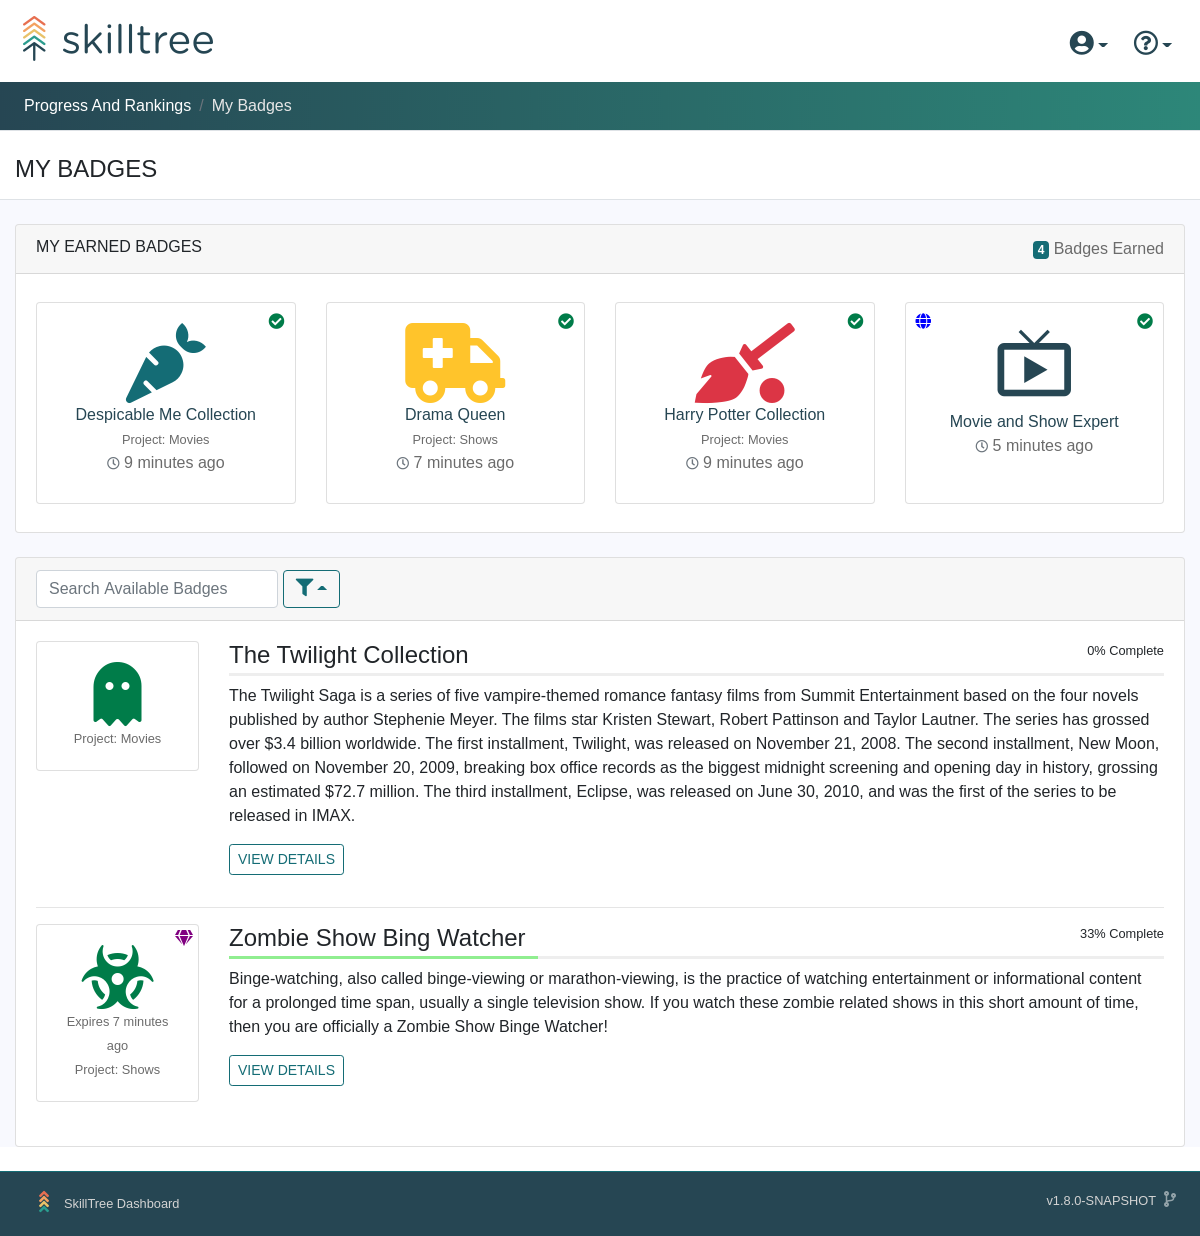 skilltree
Progress And Rankings / My Badges
MY BADGES
MY EARNED BADGES
4 Badges Earned
Despicable Me Collection
Project: Movies
9 minutes ago
Drama Queen
Project: Shows
7 minutes ago
Harry Potter Collection
Project: Movies
9 minutes ago
Movie and Show Expert
5 minutes ago
Search Available Badges
Project: Movies
The Twilight Collection
0% Complete
The Twilight Saga is a series of five vampire-themed romance fantasy films from Summit Entertainment based on the four novels
published by author Stephenie Meyer. The films star Kristen Stewart, Robert Pattinson and Taylor Lautner. The series has grossed
over $3.4 billion worldwide. The first installment, Twilight, was released on November 21, 2008. The second installment, New Moon,
followed on November 20, 2009, breaking box office records as the biggest midnight screening and opening day in history, grossing
an estimated $72.7 million. The third installment, Eclipse, was released on June 30, 2010, and was the first of the series to be
released in IMAX.
VIEW DETAILS
Expires 7 minutes
ago
Project: Shows
Zombie Show Bing Watcher
33% Complete
Binge-watching, also called binge-viewing or marathon-viewing, is the practice of watching entertainment or informational content
for a prolonged time span, usually a single television show. If you watch these zombie related shows in this short amount of time,
then you are officially a Zombie Show Binge Watcher!
VIEW DETAILS
SkillTree Dashboard
v1.8.0-SNAPSHOT